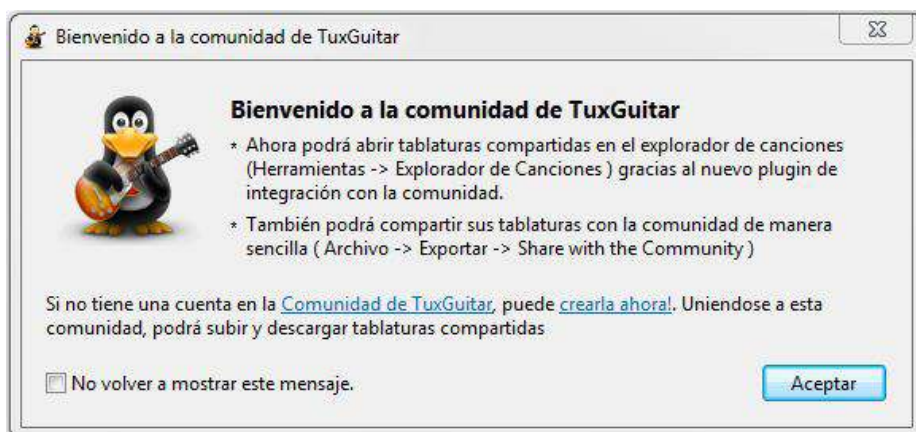 Bienvenido a la comunidad de TuxGuitar
Bienvenido a la comunidad de TuxGuitar
* Ahora podrá abrir tablaturas compartidas en el explorador de canciones
(Herramientas -> Explorador de Canciones ) gracias al nuevo plugin de
integración con la comunidad.
* También podrá compartir sus tablaturas con la comunidad de manera
sencilla ( Archivo -> Exportar -> Share with the Community )
Si no tiene una cuenta en la Comunidad de TuxGuitar, puede crearla ahora!. Uniendose a esta
comunidad, podrá subir y descargar tablaturas compartidas
No volver a mostrar este mensaje.
Aceptar